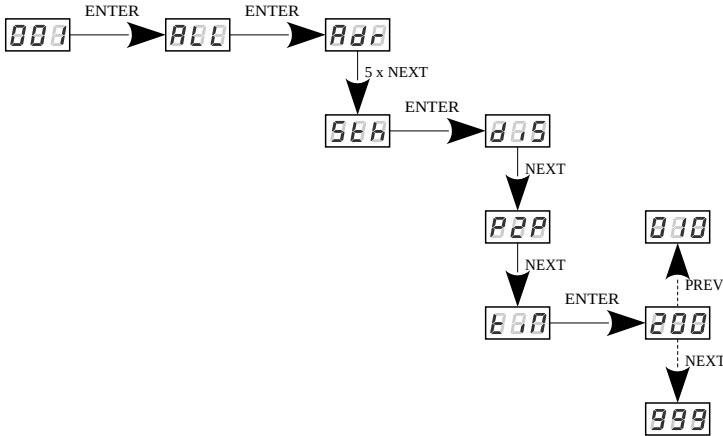 ENTER
ENTER
001
ALL
Adr
5 x NEXT
ENTER
Sth
diS
NEXT
P2P
010
NEXT
PREV
ENTER
tin
200
NEXT
999